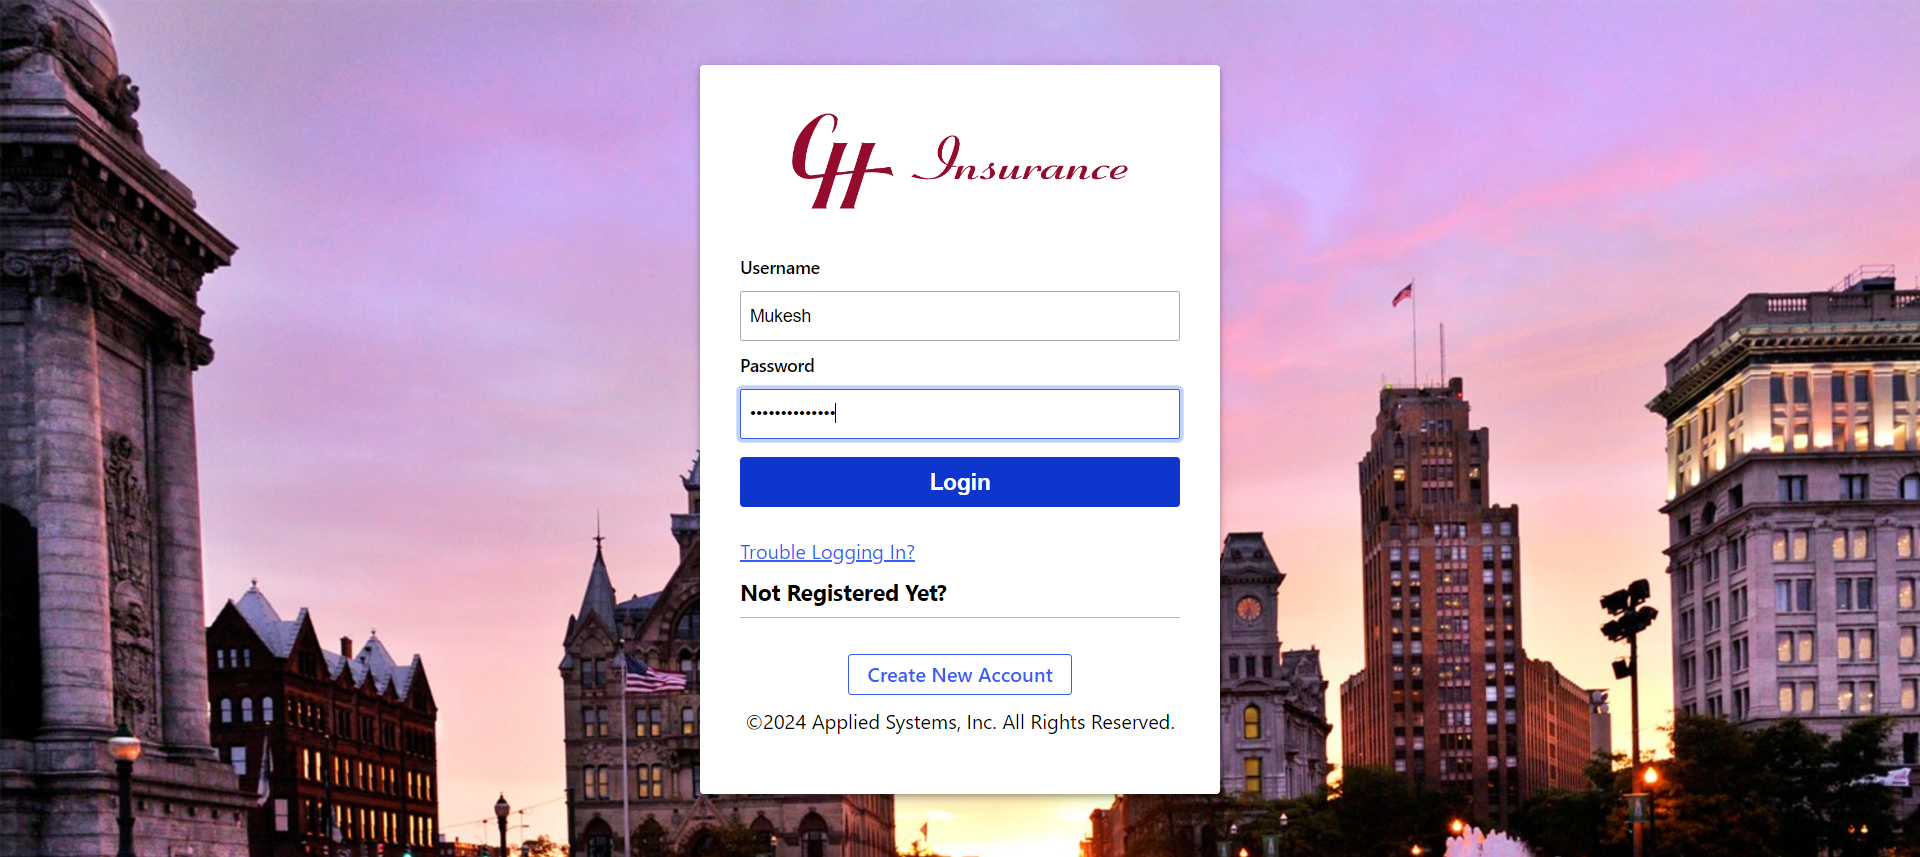 CH Insurance
Username
Mukesh
Password
••••••••••••••
Login
Trouble Logging In?
Not Registered Yet?
Create New Account
©2024 Applied Systems, Inc. All Rights Reserved.